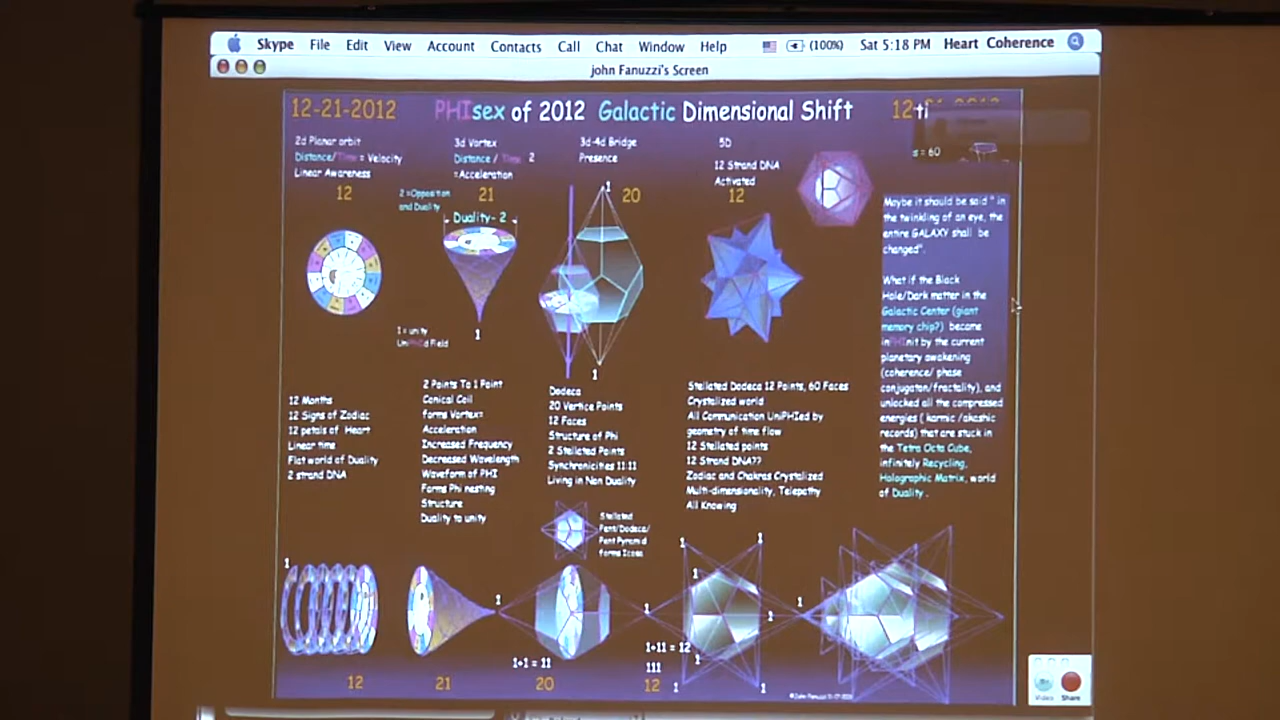 Skype File Edit View Account Contacts Call Chat Window Help (100%) Sat 5:18 PM Heart Coherence
john Fanuzzi's Screen
12-21-2012 PHIsex of 2012 Galactic Dimensional Shift
2d Planar orbit
Distance/Time = Velocity
Linear Awareness
12
3d Vortex
Distance / Time 2
=Acceleration
21
2 =Opposition
and Duality
Duality- 2
1 = unity
UniPHId Field
1
3d-4d Bridge
Presence
1
20
1
5D
12 Strand DNA
Activated
12
= 60
Maybe it should be said " in
the twinkling of an eye, the
entire GALAXY shall be
changed".
What if the Black
Hole/Dark matter in the
Galactic Center (giant
memory chip?) became
inPHInit by the current
planetary awakening
(coherence/ phase
conjugaton/fractality), and
unlocked all the compressed
energies ( karmic /akashic
records) that are stuck in
the Tetra Octa Cube,
infinitely Recycling,
Holographic Matrix, world
of Duality .
12 Months
12 Signs of Zodiac
12 petals of Heart
Linear time
Flat world of Duality
2 strand DNA
2 Points To 1 Point
Conical Coil
forms Vortex=
Acceleration
Increased Frequency
Decreased Wavelength
Waveform of PHI
Forms Phi nesting
Structure
Duality to unity
Dodeca
20 Vertice Points
12 Faces
Structure of Phi
2 Stellated Points
Synchronicities 11:11
Living in Non Duality
Stellated
Pent/Dodeca/
Pent Pyramid
forms Icosa
Stellated Dodeca 12 Points, 60 Faces
Crystalized world
All Communication UniPHIed by
geometry of time flow
12 Stellated points
12 Strand DNA??
Zodiac and Chakras Crystalized
Multi-dimensionality, Telepathy
All Knowing
1
1
1
1 1
1
1
1
1
1
1+1 = 11
1+11 = 12
111
12 21 20 12
Video Share